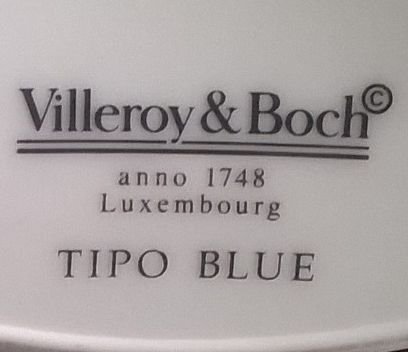 Villeroy & Boch©
anno 1748
Luxembourg
TIPO BLUE